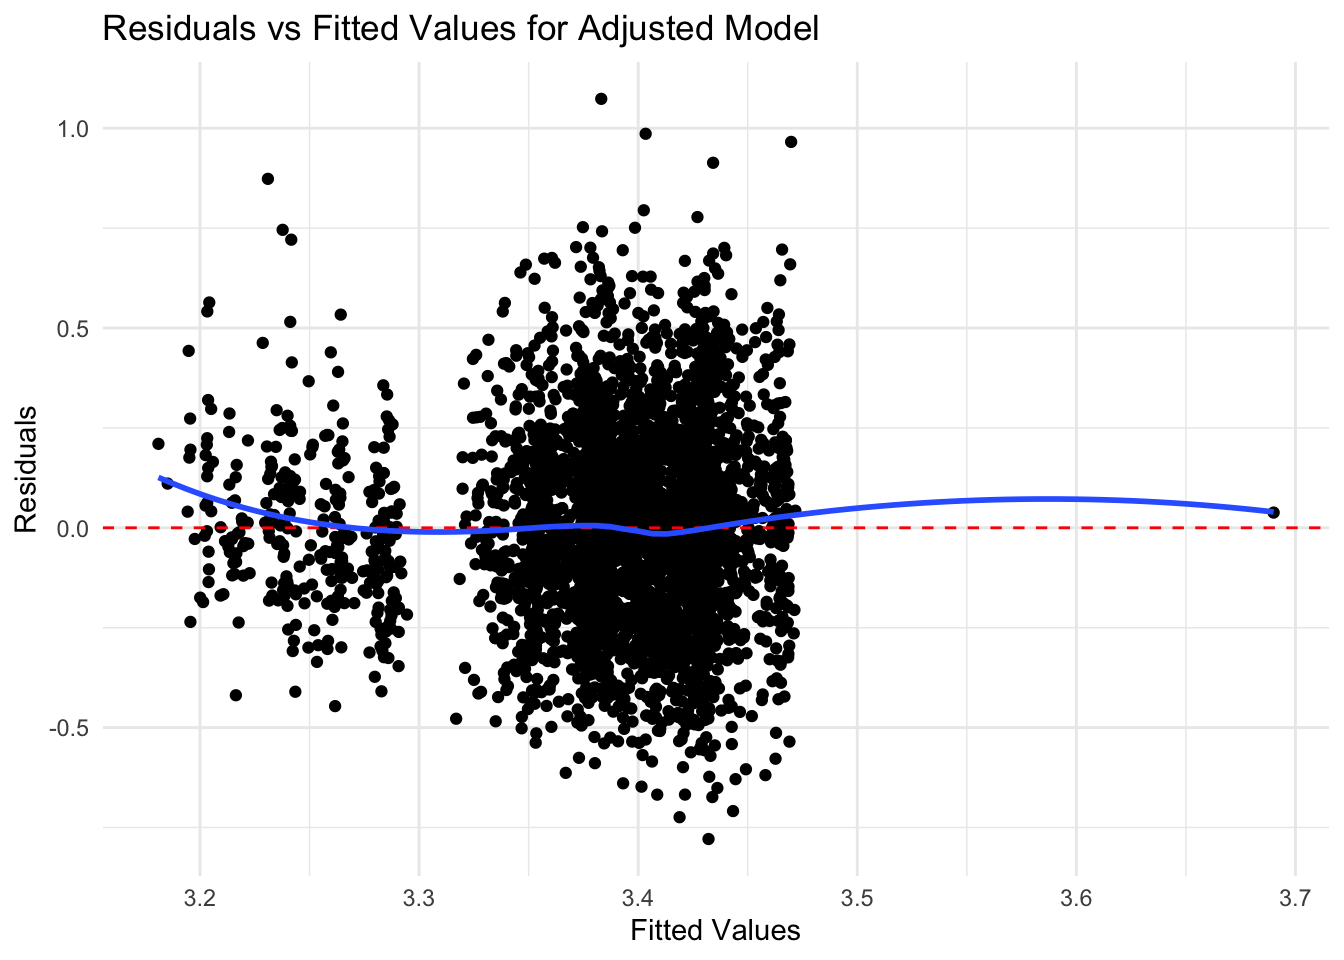 Residuals vs Fitted Values for Adjusted Model
1.0
0.5
0.0
-0.5
Residuals
3.2 3.3 3.4 3.5 3.6 3.7
Fitted Values